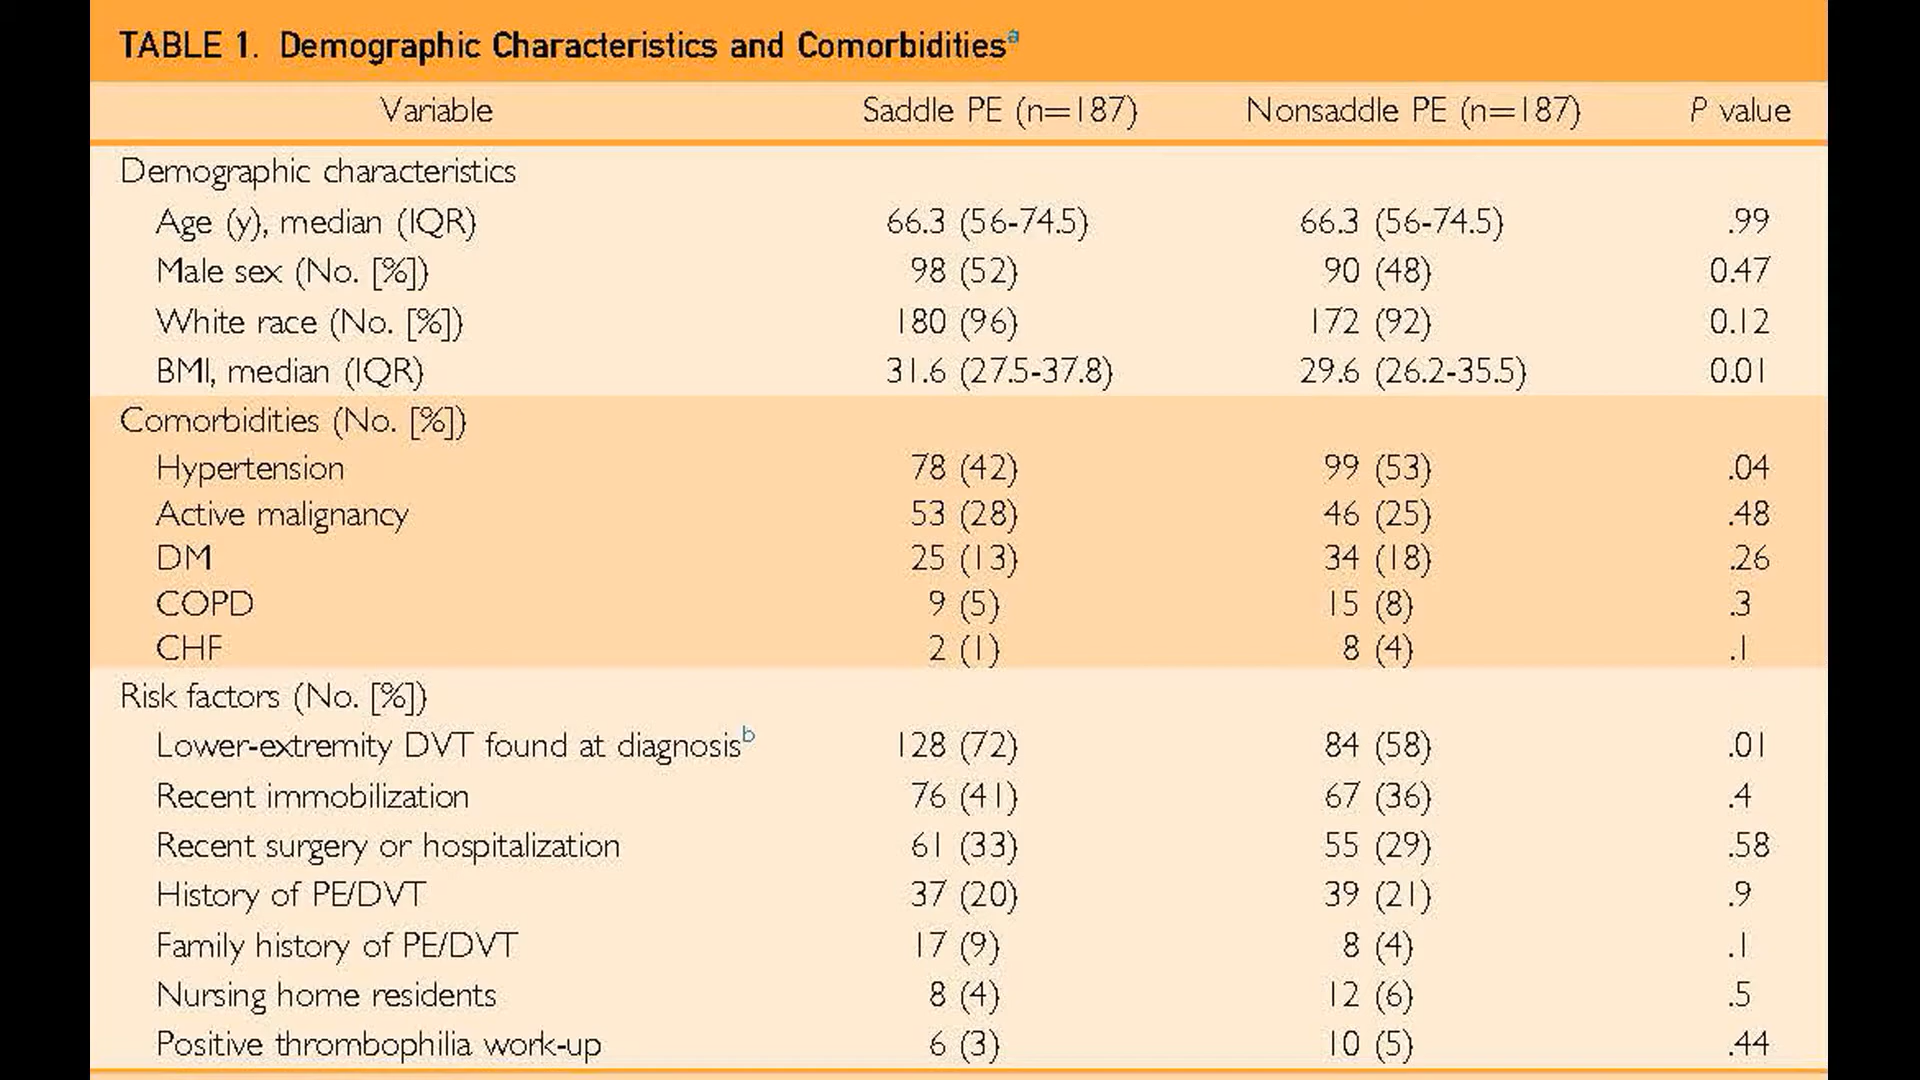 TABLE 1. Demographic Characteristics and Comorbidities^a
Variable Saddle PE (n=187) Nonsaddle PE (n=187) P value
Demographic characteristics
Age (y), median (IQR) 66.3 (56-74.5) 66.3 (56-74.5) .99
Male sex (No. [%]) 98 (52) 90 (48) 0.47
White race (No. [%]) 180 (96) 172 (92) 0.12
BMI, median (IQR) 31.6 (27.5-37.8) 29.6 (26.2-35.5) 0.01
Comorbidities (No. [%])
Hypertension 78 (42) 99 (53) .04
Active malignancy 53 (28) 46 (25) .48
DM 25 (13) 34 (18) .26
COPD 9 (5) 15 (8) .3
CHF 2 (1) 8 (4) .1
Risk factors (No. [%])
Lower-extremity DVT found at diagnosis^b 128 (72) 84 (58) .01
Recent immobilization 76 (41) 67 (36) .4
Recent surgery or hospitalization 61 (33) 55 (29) .58
History of PE/DVT 37 (20) 39 (21) .9
Family history of PE/DVT 17 (9) 8 (4) .1
Nursing home residents 8 (4) 12 (6) .5
Positive thrombophilia work-up 6 (3) 10 (5) .44